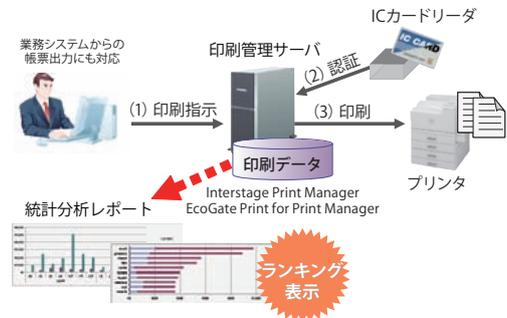 業務システムからの
帳票出力にも対応
印刷管理サーバ
ICカードリーダ
IC CARD
(1) 印刷指示
(2) 認証
(3) 印刷
印刷データ
プリンタ
Interstage Print Manager
EcoGate Print for Print Manager
統計分析レポート
ランキング
表示